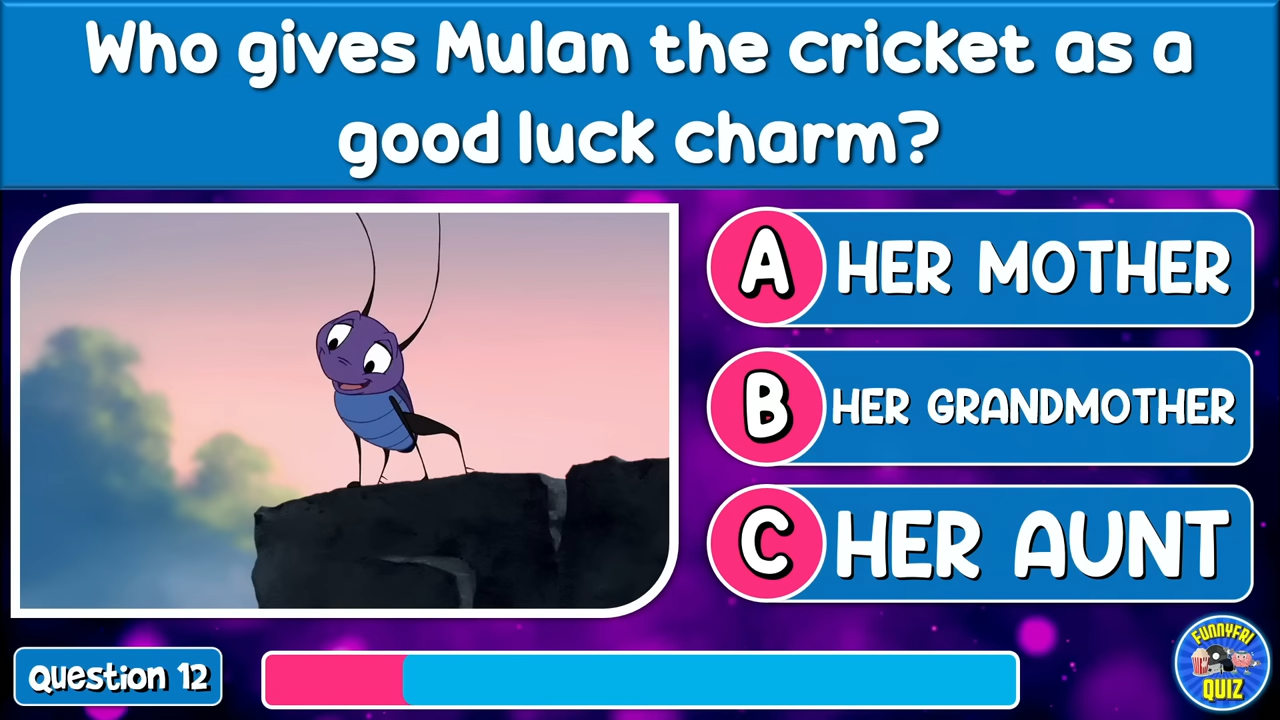 Who gives Mulan the cricket as a
good luck charm?
A HER MOTHER
B HER GRANDMOTHER
C HER AUNT
Question 12
FUNNYFRI
QUIZ